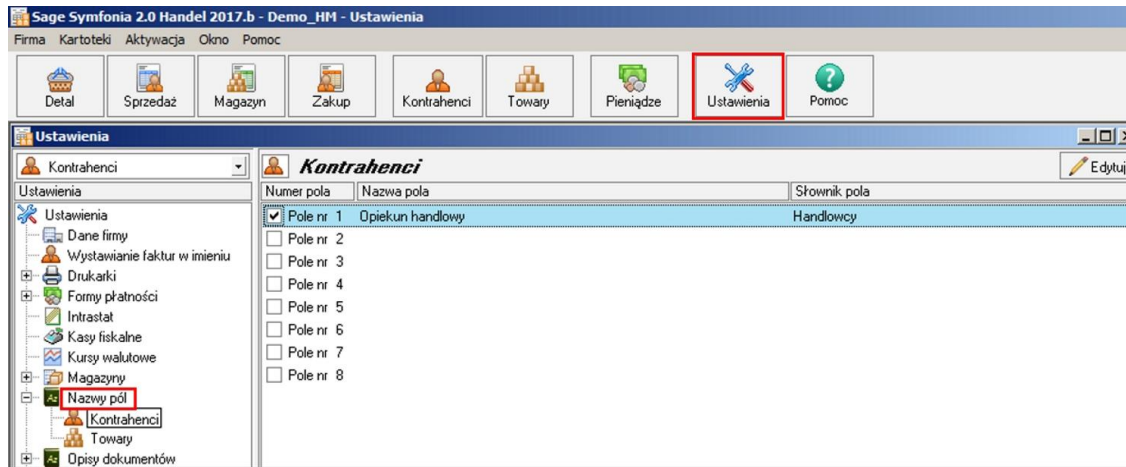 Sage Symfonia 2.0 Handel 2017.b - Demo_HM - Ustawienia
Firma Kartoteki Aktywacja Okno Pomoc
Detal Sprzedaż Magazyn Zakup Kontrahenci Towary Pieniądze Ustawienia Pomoc
Ustawienia
Kontrahenci
Kontrahenci
Edytuj
Ustawienia
Numer pola Nazwa pola Słownik pola
Ustawienia
Dane firmy
Wystawianie faktur w imieniu
Drukarki
Formy płatności
Intrastat
Kasy fiskalne
Kursy walutowe
Magazyny
Nazwy pól
Kontrahenci
Towary
Opisy dokumentów
Pole nr 1 Opiekun handlowy Handlowcy
Pole nr 2
Pole nr 3
Pole nr 4
Pole nr 5
Pole nr 6
Pole nr 7
Pole nr 8